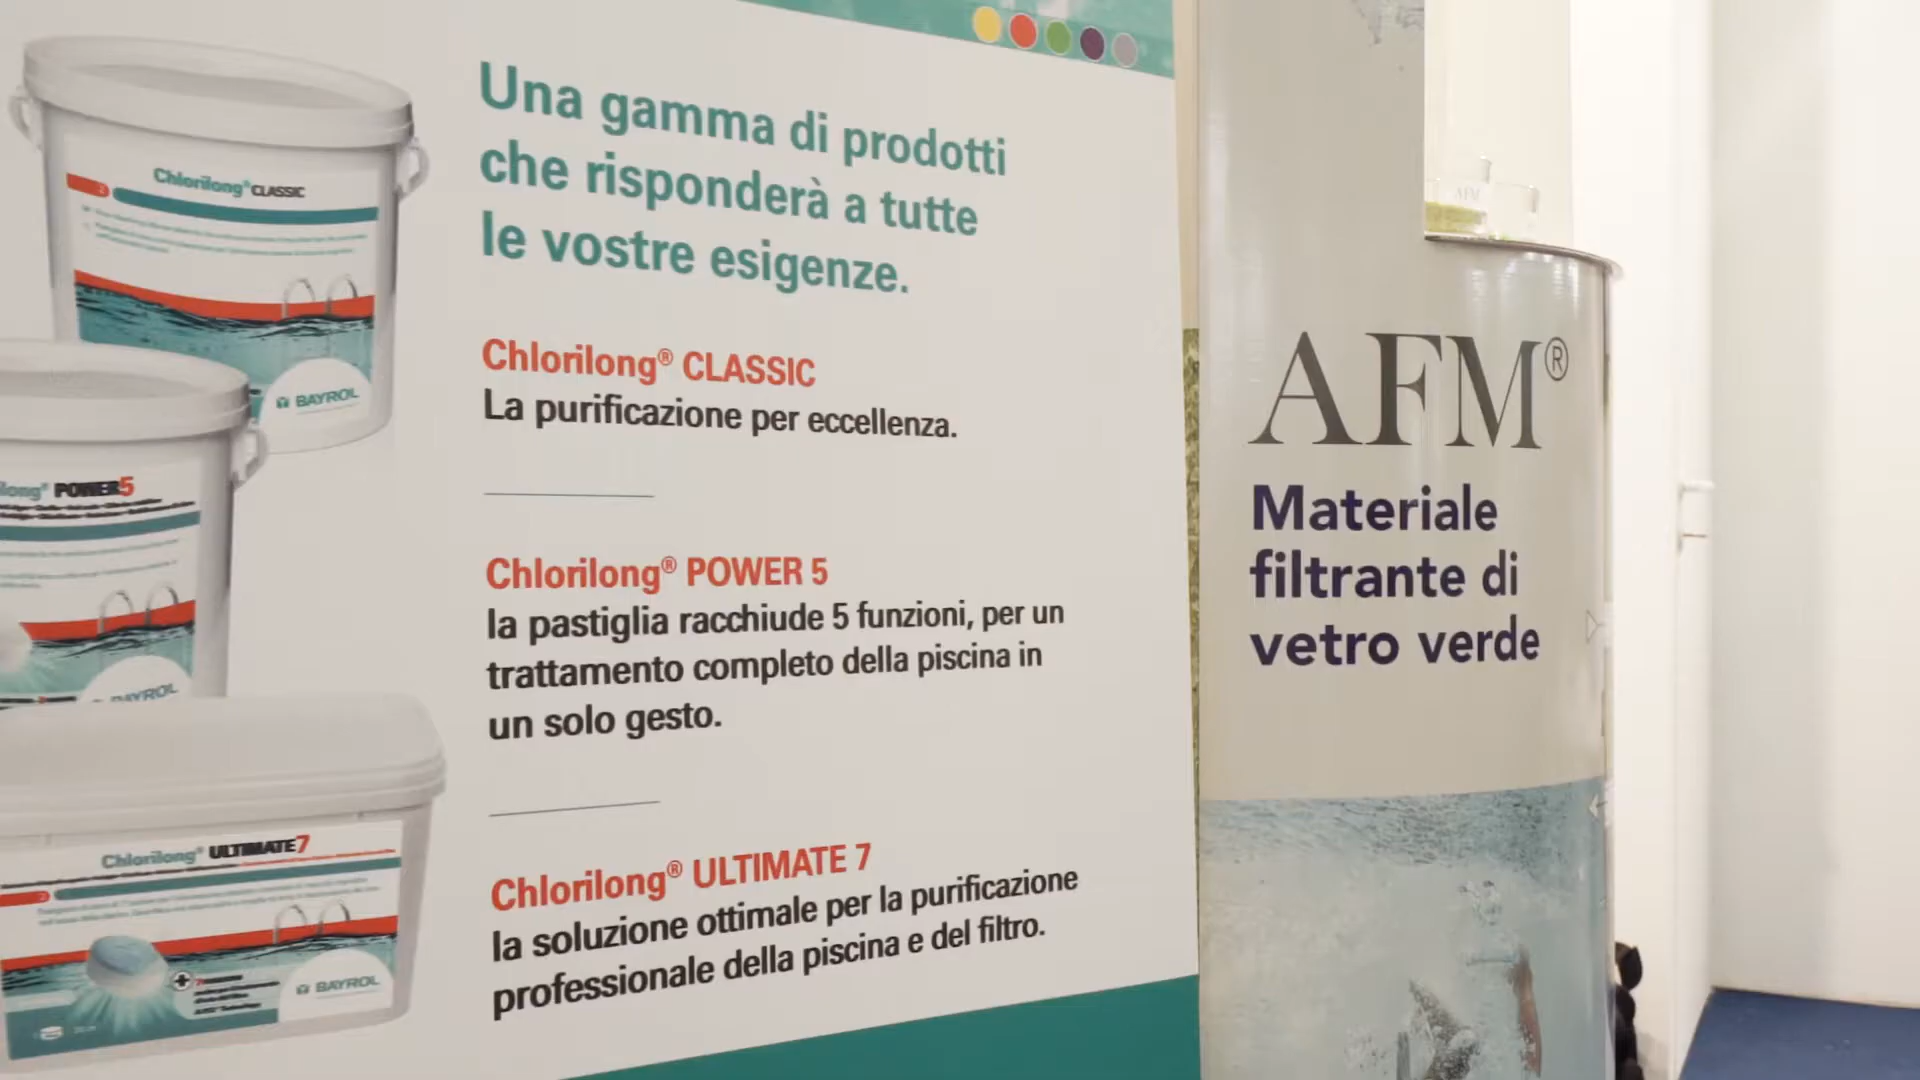 Chlorilong® CLASSIC
BAYROL
POWER5
Chlorilong® ULTIMATE7
BAYROL
Una gamma di prodotti
che risponderà a tutte
le vostre esigenze.
Chlorilong® CLASSIC
La purificazione per eccellenza.
Chlorilong® POWER 5
la pastiglia racchiude 5 funzioni, per un
trattamento completo della piscina in
un solo gesto.
Chlorilong® ULTIMATE 7
la soluzione ottimale per la purificazione
professionale della piscina e del filtro.
AFM
AFM®
Materiale
filtrante di
vetro verde